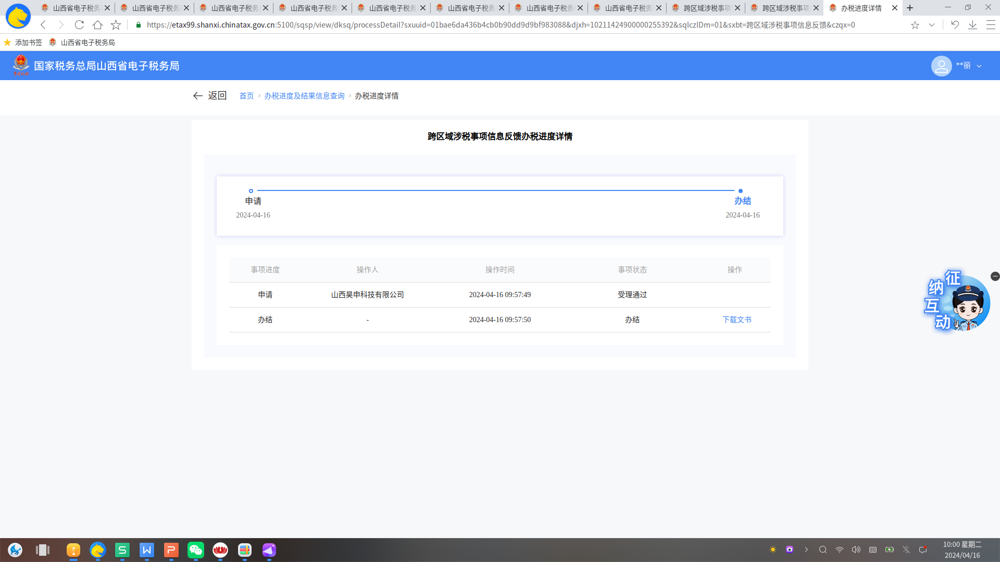 山西省电子税务 山西省电子税务 山西省电子税务 山西省电子税务 山西省电子税务 山西省电子税务 山西省电子税务 山西省电子税务 跨区域涉税事项 跨区域涉税事项 办税进度详情
https://etax99.shanxi.chinatax.gov.cn:5100/sqsp/view/dksq/processDetail?sxuuid=01bae6da436b4cb0b90dd9d9bf983088&djxh=10211424900000255392&sqlczlDm=01&sxbt=跨区域涉税事项信息反馈&czqx=0
添加书签 山西省电子税务局
国家税务总局山西省电子税务局 **丽
返回 首页 > 办税进度及结果信息查询 > 办税进度详情
跨区域涉税事项信息反馈办税进度详情
申请 办结
2024-04-16 2024-04-16
事项进度 操作人 操作时间 事项状态 操作
申请 山西昊申科技有限公司 2024-04-16 09:57:49 受理通过
办结 - 2024-04-16 09:57:50 办结 下载文书
征纳互动
10:00 星期二
2024/04/16